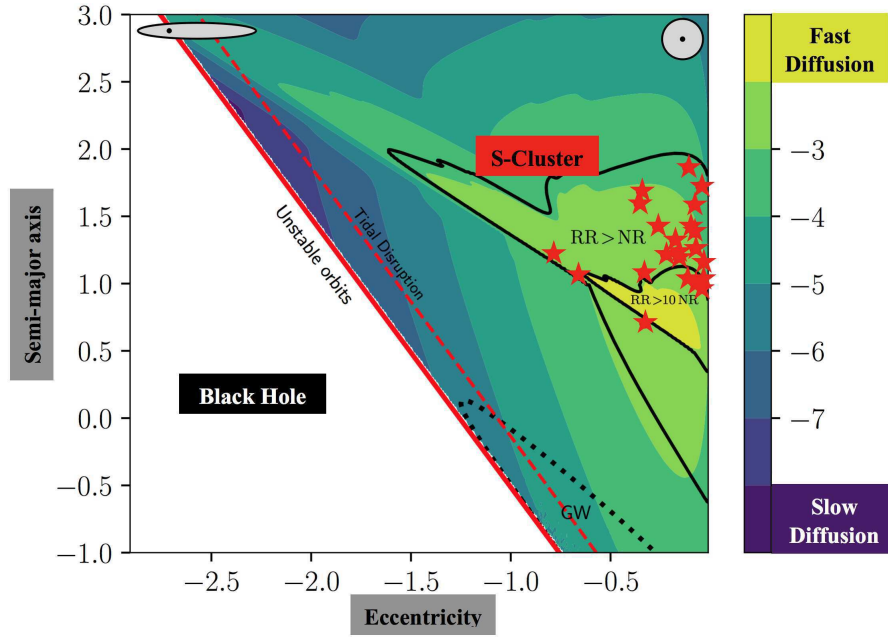 3.0
2.5
2.0
1.5
1.0
0.5
0.0
−0.5
−1.0
Semi-major axis
−2.5
−2.0
−1.5
−1.0
−0.5
Eccentricity
S-Cluster
RR>NR
RR>10 NR
Tidal Disruption
Unstable orbits
Black Hole
GW
Fast
Diffusion
−3
−4
−5
−6
−7
Slow
Diffusion